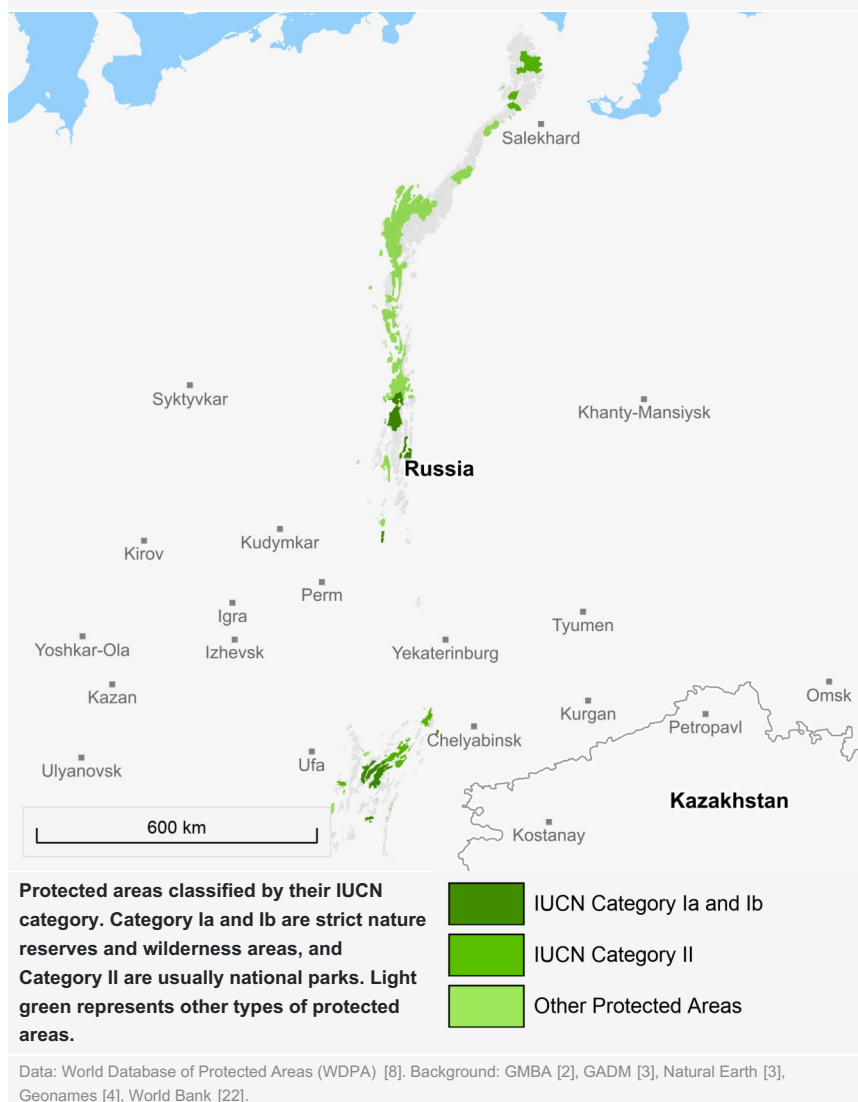 Salekhard
Syktyvkar
Khanty-Mansiysk
Russia
Kudymkar
Kirov
Perm
Igra
Tyumen
Yoshkar-Ola
Izhevsk
Yekaterinburg
Kazan
Omsk
Kurgan
Petropavl
Chelyabinsk
Ulyanovsk
Ufa
Kazakhstan
600 km
Kostanay
Protected areas classified by their IUCN
category. Category Ia and Ib are strict nature
reserves and wilderness areas, and
Category II are usually national parks. Light
green represents other types of protected
areas.
IUCN Category Ia and Ib
IUCN Category II
Other Protected Areas
Data: World Database of Protected Areas (WDPA) [8]. Background: GMBA [2], GADM [3], Natural Earth [3],
Geonames [4], World Bank [22].